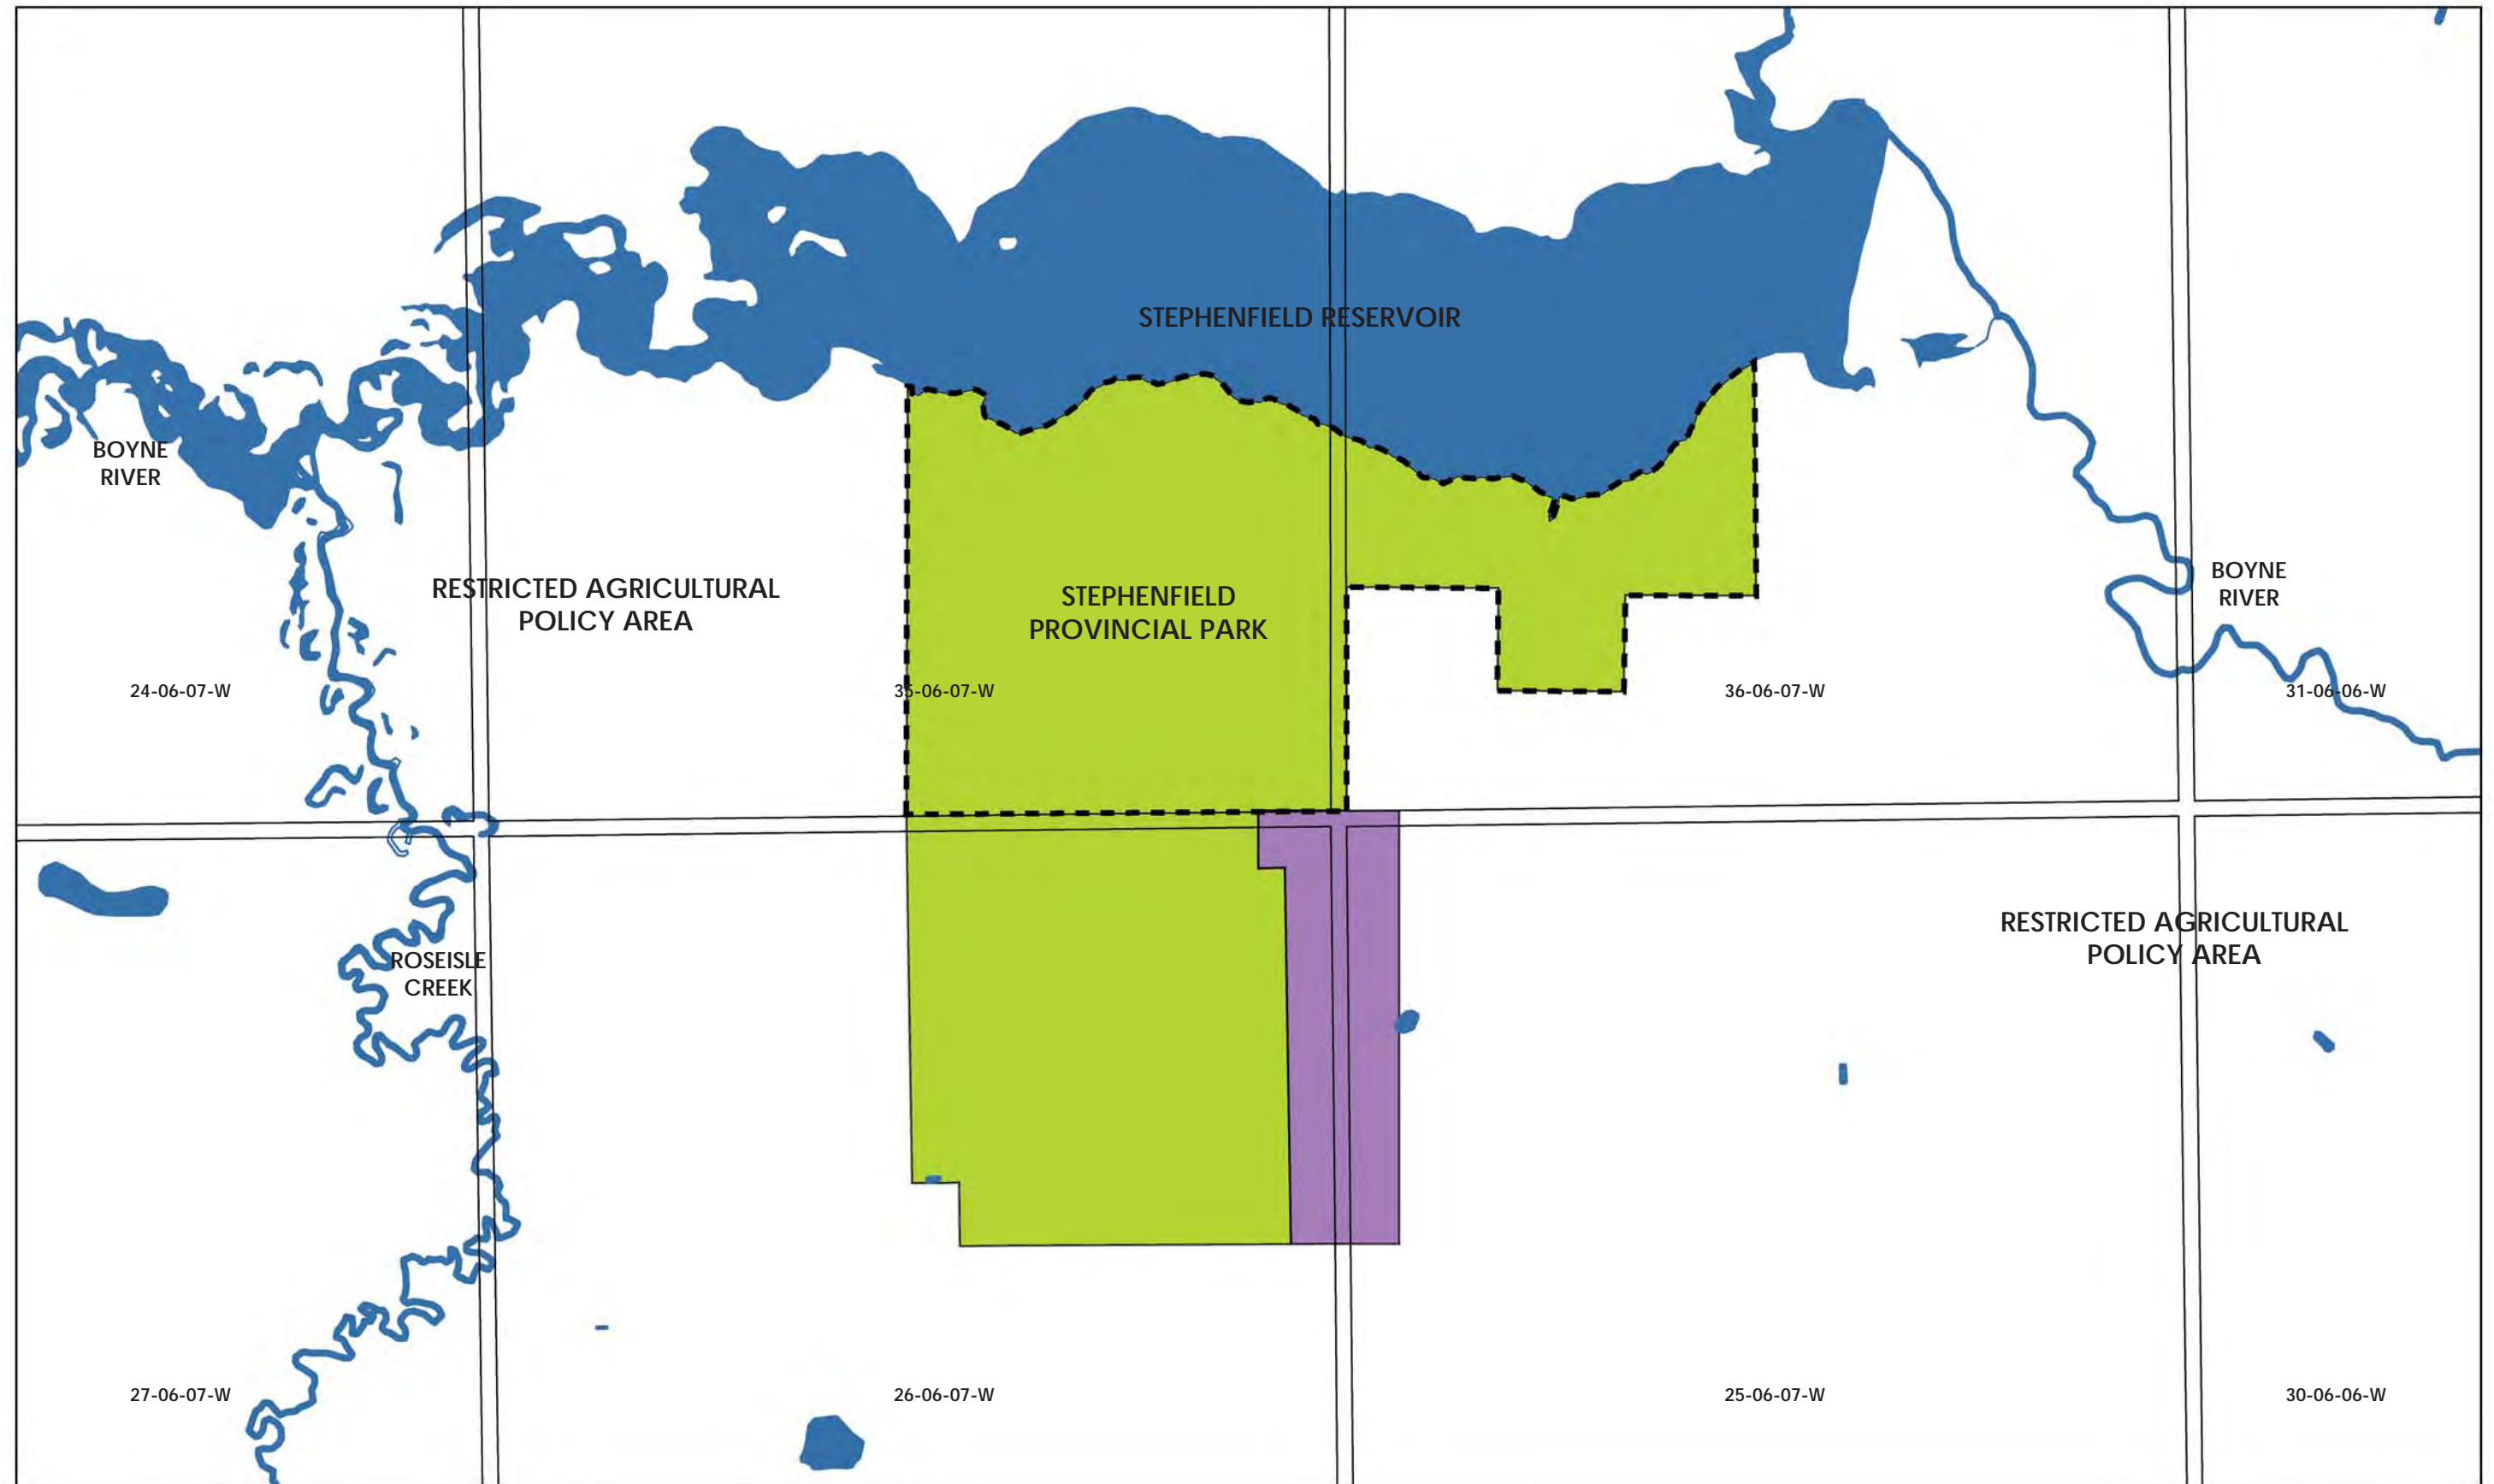 STEPHENFIELD RESERVOIR
BOYNE
RIVER
RESTRICTED AGRICULTURAL
POLICY AREA
STEPHENFIELD
PROVINCIAL PARK
BOYNE
RIVER
24-06-07-W
35-06-07-W
36-06-07-W
31-06-06-W
RESTRICTED AGRICULTURAL
POLICY AREA
ROSEISLE
CREEK
27-06-07-W
26-06-07-W
25-06-07-W
30-06-06-W